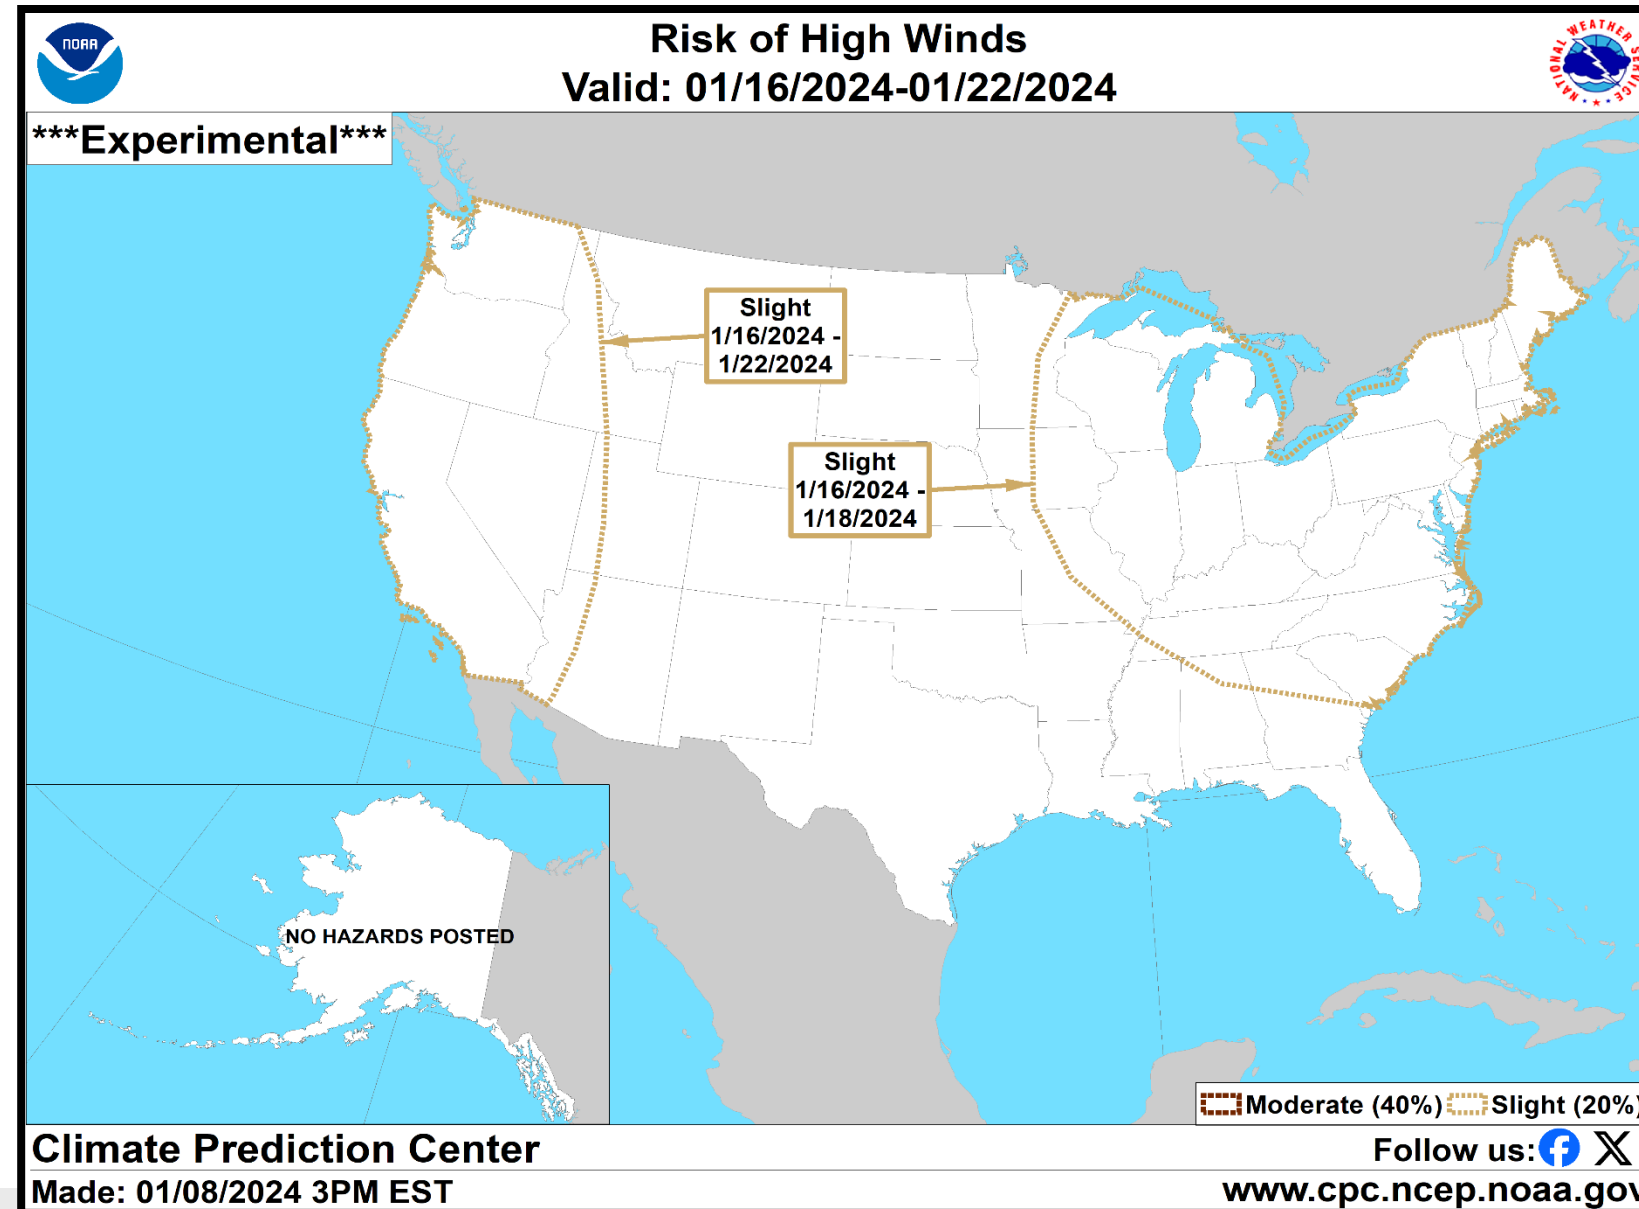 NOAA
Risk of High Winds
Valid: 01/16/2024-01/22/2024
NATIONAL WEATHER SERVICE
***Experimental***
Slight
1/16/2024 -
1/22/2024
Slight
1/16/2024 -
1/18/2024
NO HAZARDS POSTED
Moderate (40%) Slight (20%)
Climate Prediction Center
Follow us:
Made: 01/08/2024 3PM EST
www.cpc.ncep.noaa.gov